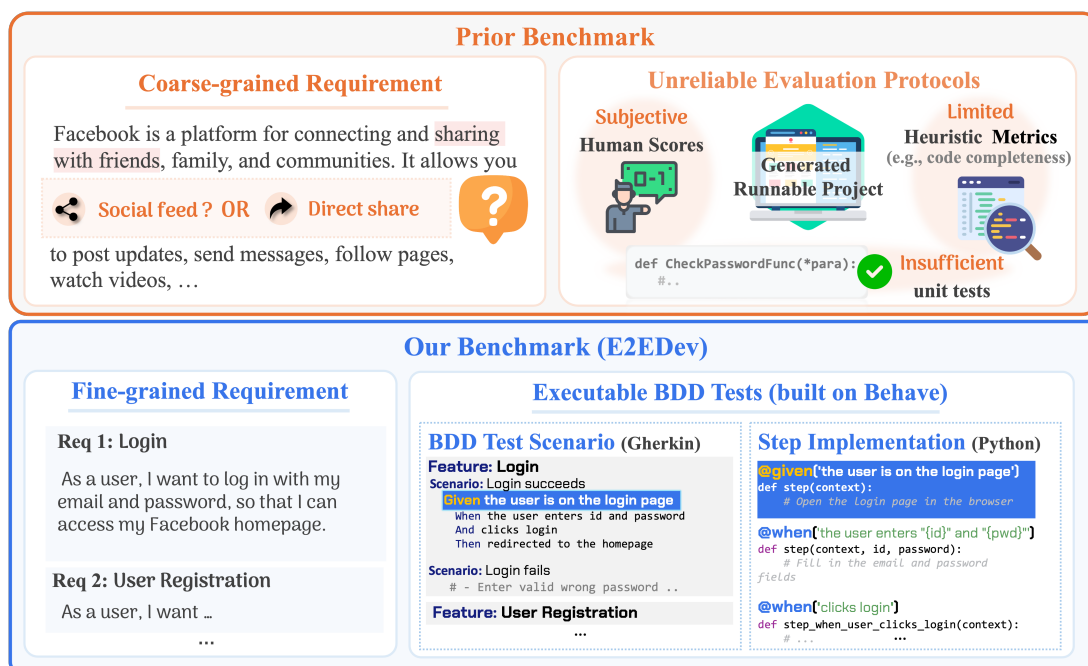 Prior Benchmark
Coarse-grained Requirement
Facebook is a platform for connecting and sharing
with friends, family, and communities. It allows you
Social feed ? OR Direct share
?
to post updates, send messages, follow pages,
watch videos, …
Unreliable Evaluation Protocols
Subjective
Human Scores
0-1
Generated
Runnable Project
Limited
Heuristic Metrics
(e.g., code completeness)
def CheckPasswordFunc(*para):
#..
Insufficient
unit tests
Our Benchmark (E2EDev)
Fine-grained Requirement
Req 1: Login
As a user, I want to log in with my
email and password, so that I can
access my Facebook homepage.
Req 2: User Registration
As a user, I want …
...
Executable BDD Tests (built on Behave)
BDD Test Scenario (Gherkin)
Feature: Login
Scenario: Login succeeds
Given the user is on the login page
When the user enters id and password
And clicks login
Then redirected to the homepage
Scenario: Login fails
# - Enter valid wrong password ..
Feature: User Registration
...
Step Implementation (Python)
@given('the user is on the login page')
def step(context):
# Open the login page in the browser
@when('the user enters "{id}" and "{pwd}"')
def step(context, id, password):
# Fill in the email and password
fields
@when('clicks login')
def step_when_user_clicks_login(context):
# ...
...